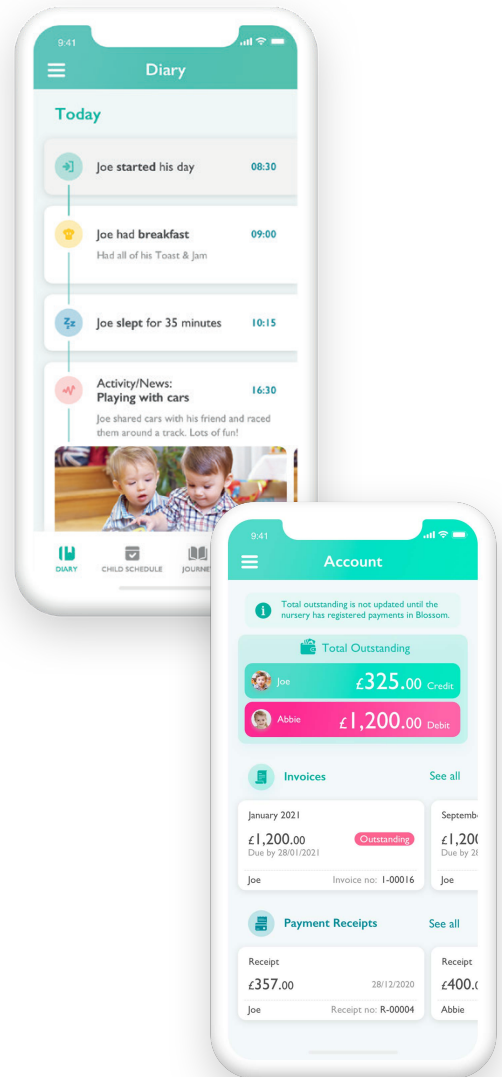 9:41
Diary
Today
Joe started his day 08:30
Joe had breakfast 09:00
Had all of his Toast & Jam
Joe slept for 35 minutes 10:15
Activity/News:
Playing with cars 16:30
Joe shared cars with his friend and raced
them around a track. Lots of fun!
DIARY CHILD SCHEDULE
9:41
Account
Total outstanding is not updated until the
nursery has registered payments in Blossom.
Total Outstanding
Joe £325.00 Credit
Abbie £1,200.00 Debit
Invoices See all
January 2021
£1,200.00 Outstanding
Due by 28/01/2021
Joe Invoice no: 1-00016
Joe
Payment Receipts See all
Receipt Receipt
£357.00 28/12/2020
Joe Receipt no: R-00004 Abbie